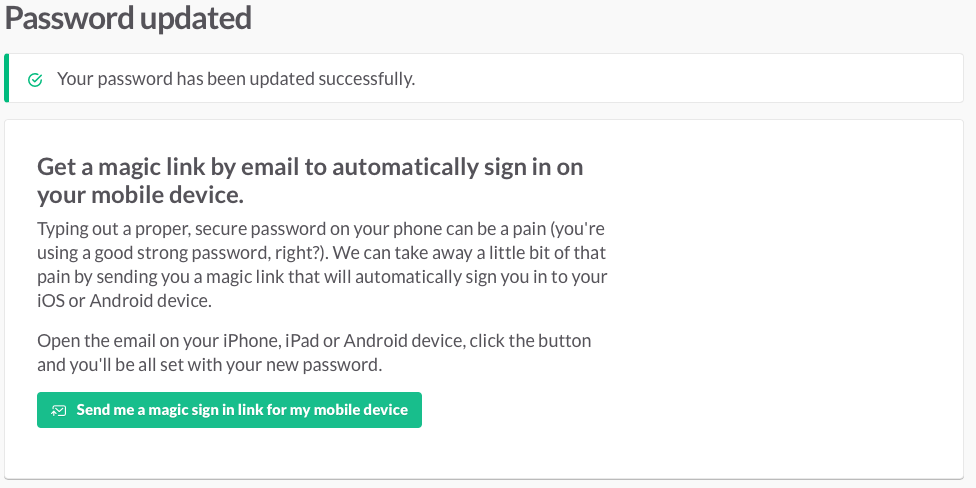 Password updated
Your password has been updated successfully.
Get a magic link by email to automatically sign in on
your mobile device.
Typing out a proper, secure password on your phone can be a pain (you're
using a good strong password, right?). We can take away a little bit of that
pain by sending you a magic link that will automatically sign you in to your
iOS or Android device.
Open the email on your iPhone, iPad or Android device, click the button
and you'll be all set with your new password.
Send me a magic sign in link for my mobile device